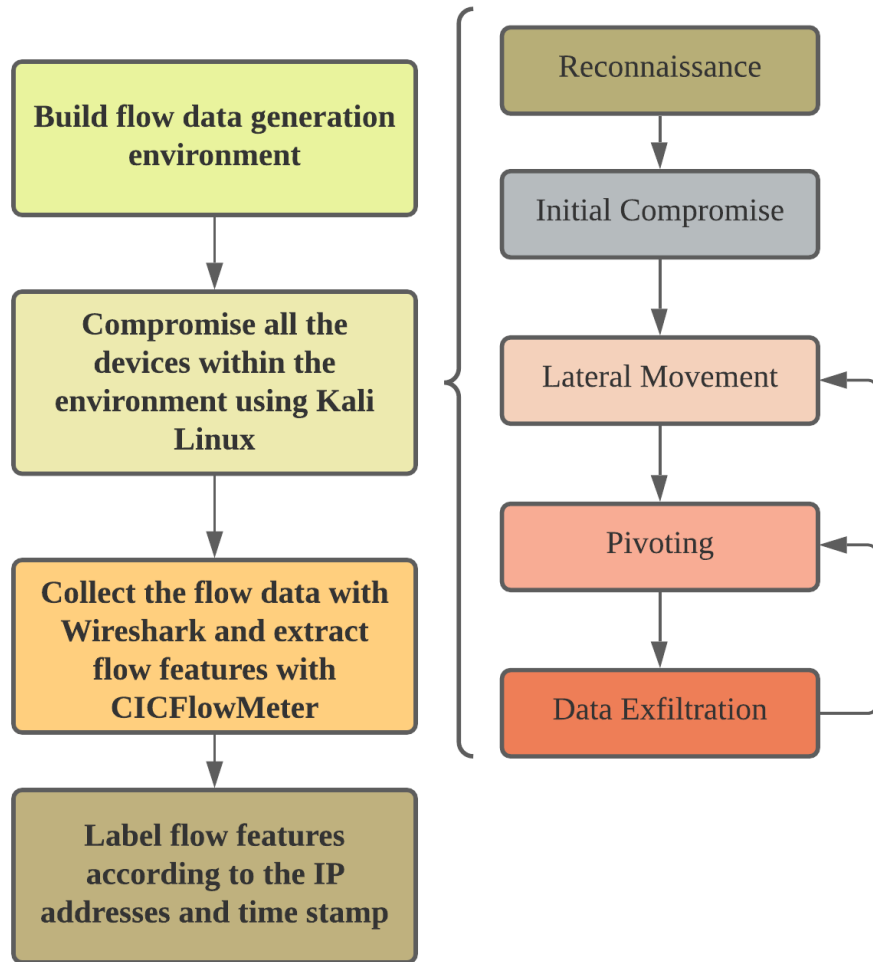 Build flow data generation
environment
Compromise all the
devices within the
environment using Kali
Linux
Collect the flow data with
Wireshark and extract
flow features with
CICFlowMeter
Label flow features
according to the IP
addresses and time stamp
Reconnaissance
Initial Compromise
Lateral Movement
Pivoting
Data Exfiltration